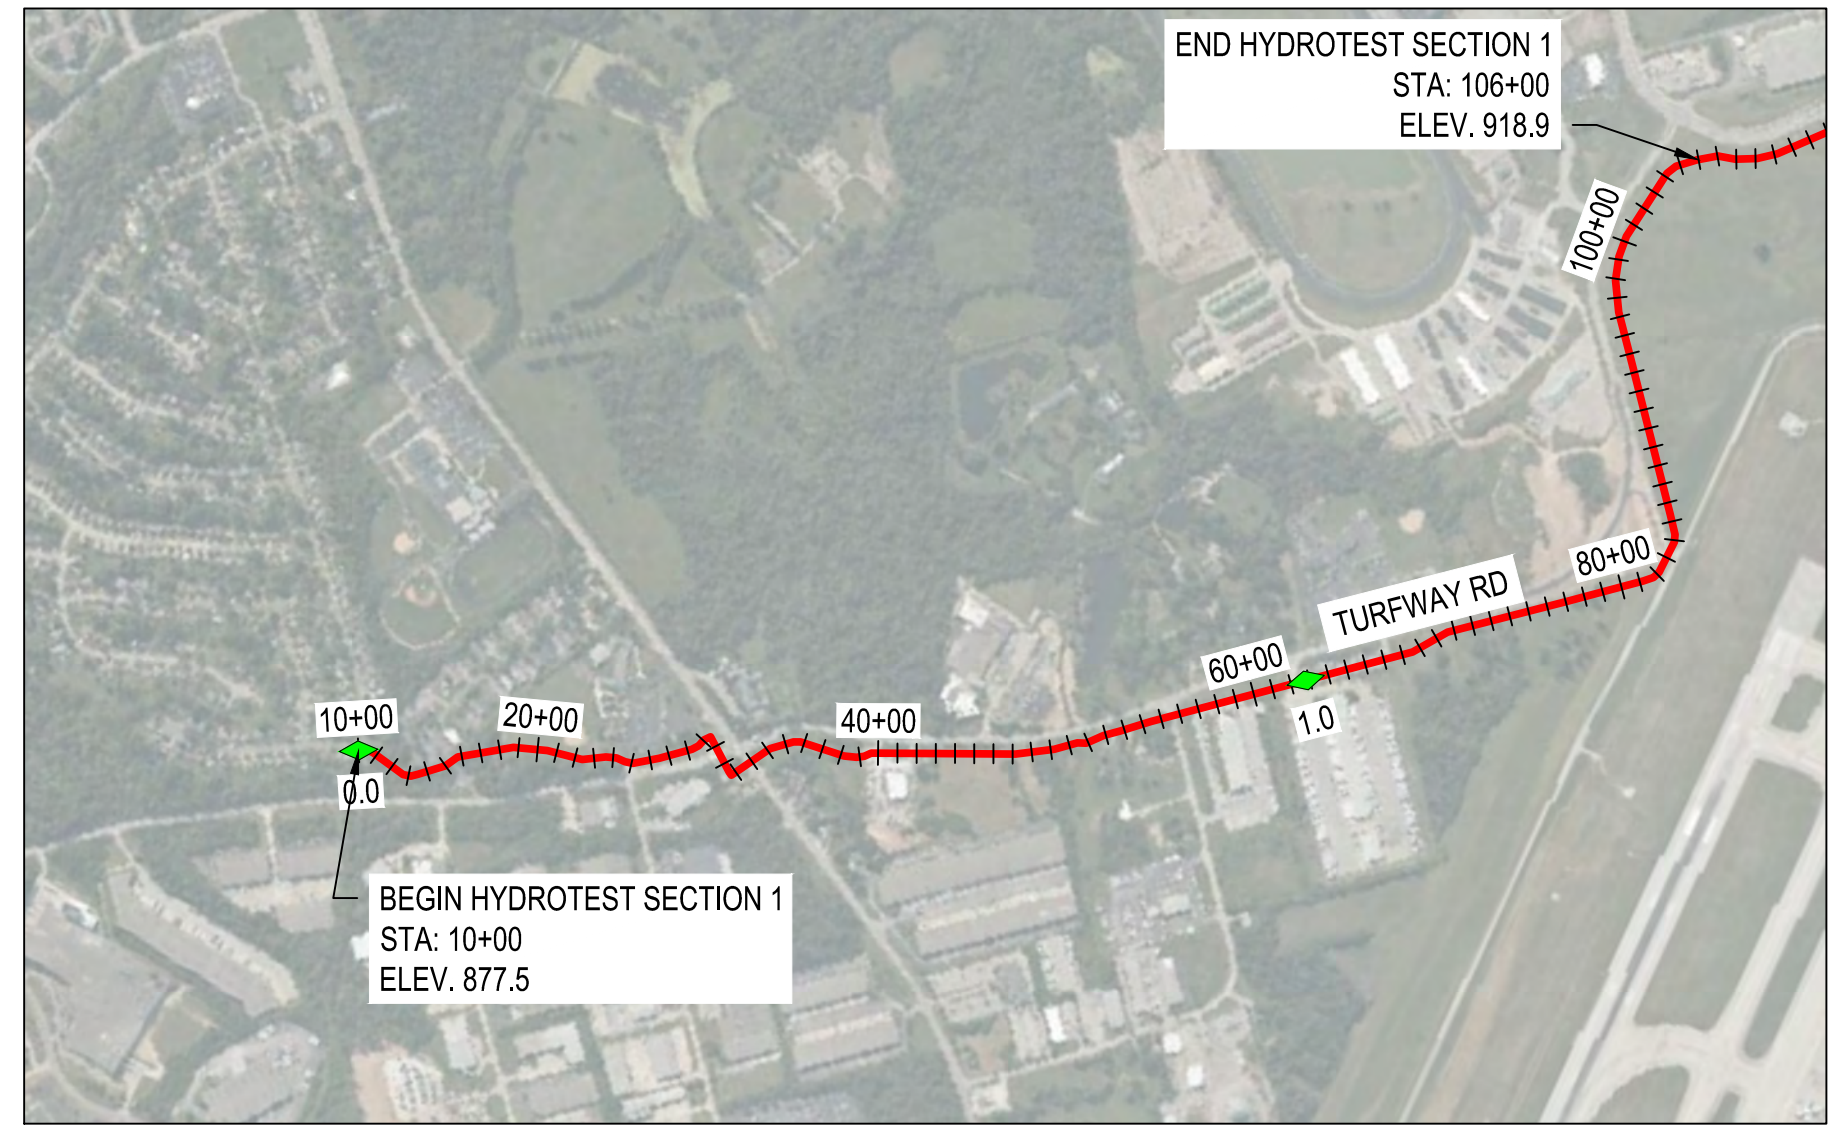 END HYDROTEST SECTION 1
STA: 106+00
ELEV. 918.9
100+00
80+00
TURFWAY RD
60+00
1.0
40+00
20+00
10+00
0.0
BEGIN HYDROTEST SECTION 1
STA: 10+00
ELEV. 877.5